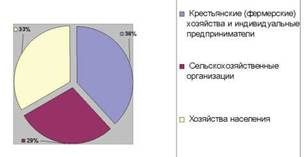 33%
38%
29%
Крестьянские (фермерские)
хозяйства и индивидуальные
предприниматели
Сельскохозяйственные
организации
Хозяйства населения